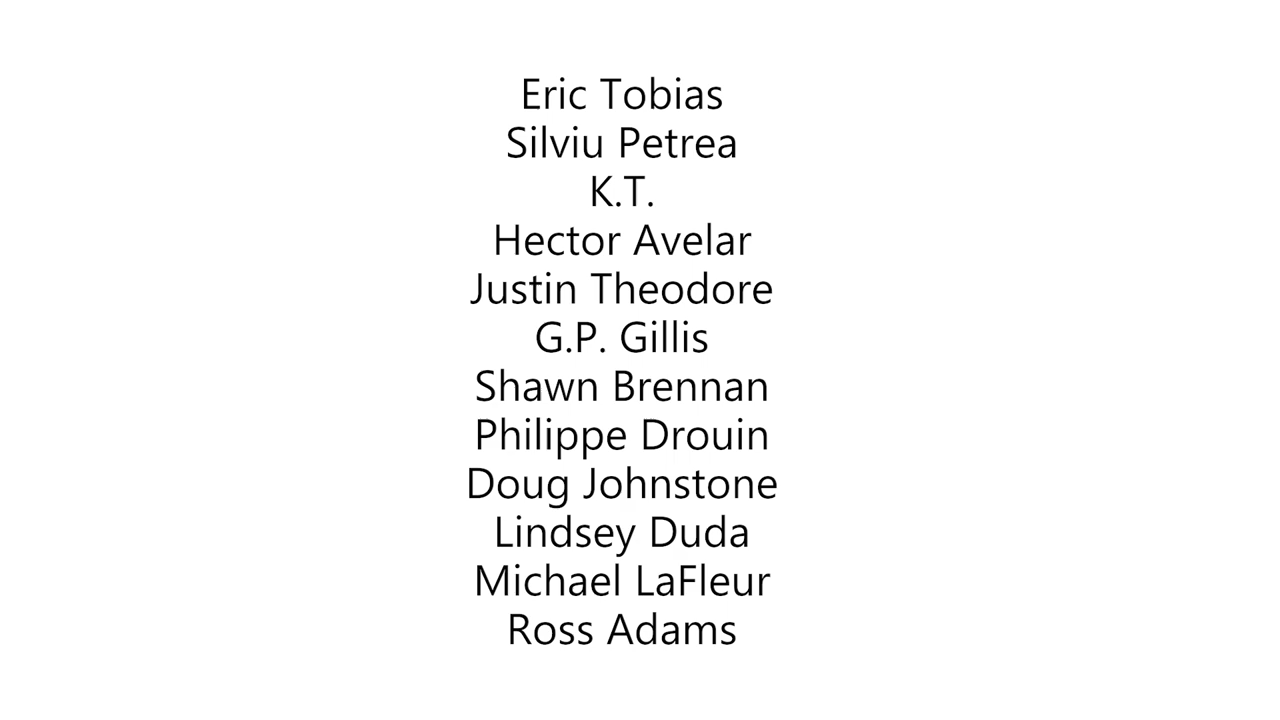 Eric Tobias
Silviu Petrea
K.T.
Hector Avelar
Justin Theodore
G.P. Gillis
Shawn Brennan
Philippe Drouin
Doug Johnstone
Lindsey Duda
Michael LaFleur
Ross Adams